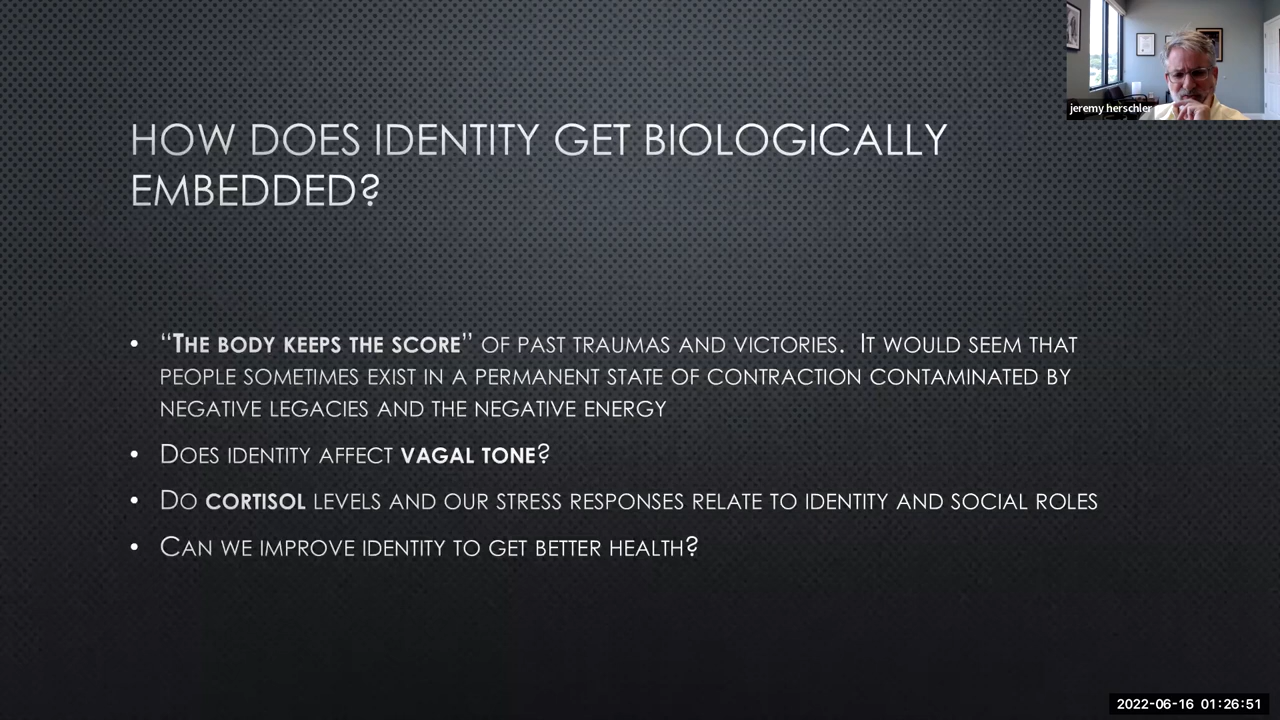 HOW DOES IDENTITY GET BIOLOGICALLY
EMBEDDED?
• “THE BODY KEEPS THE SCORE” OF PAST TRAUMAS AND VICTORIES. IT WOULD SEEM THAT
PEOPLE SOMETIMES EXIST IN A PERMANENT STATE OF CONTRACTION CONTAMINATED BY
NEGATIVE LEGACIES AND THE NEGATIVE ENERGY
• DOES IDENTITY AFFECT VAGAL TONE?
• DO CORTISOL LEVELS AND OUR STRESS RESPONSES RELATE TO IDENTITY AND SOCIAL ROLES
• CAN WE IMPROVE IDENTITY TO GET BETTER HEALTH?
jeremy herschler
2022-06-16 01:26:51